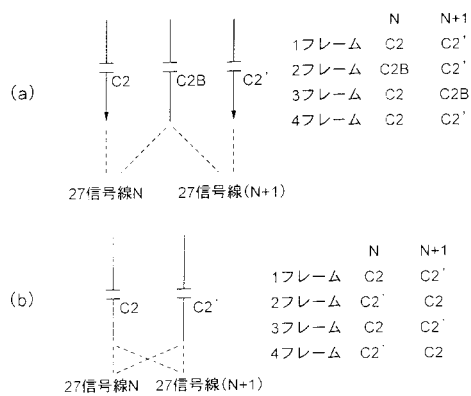 (a)
C2 C2B C2'
27信号線N 27信号線(N+1)
N N+1
1フレーム C2 C2'
2フレーム C2B C2'
3フレーム C2 C2B
4フレーム C2 C2'
(b)
C2 C2'
27信号線N 27信号線(N+1)
N N+1
1フレーム C2 C2'
2フレーム C2' C2
3フレーム C2 C2'
4フレーム C2' C2